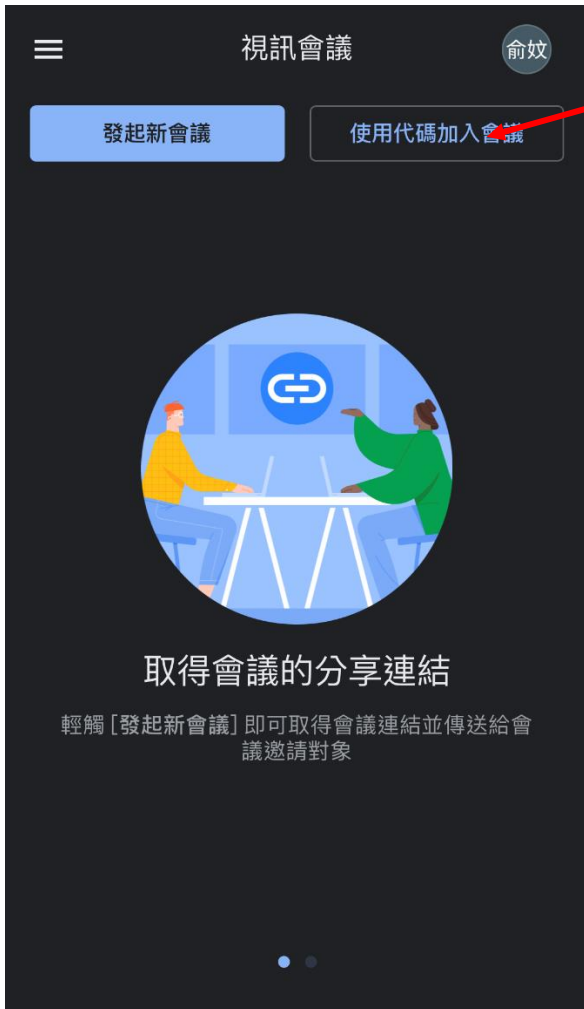 視訊會議
俞妏
發起新會議
使用代碼加入會議
取得會議的分享連結
輕觸 [發起新會議] 即可取得會議連結並傳送給會
議邀請對象